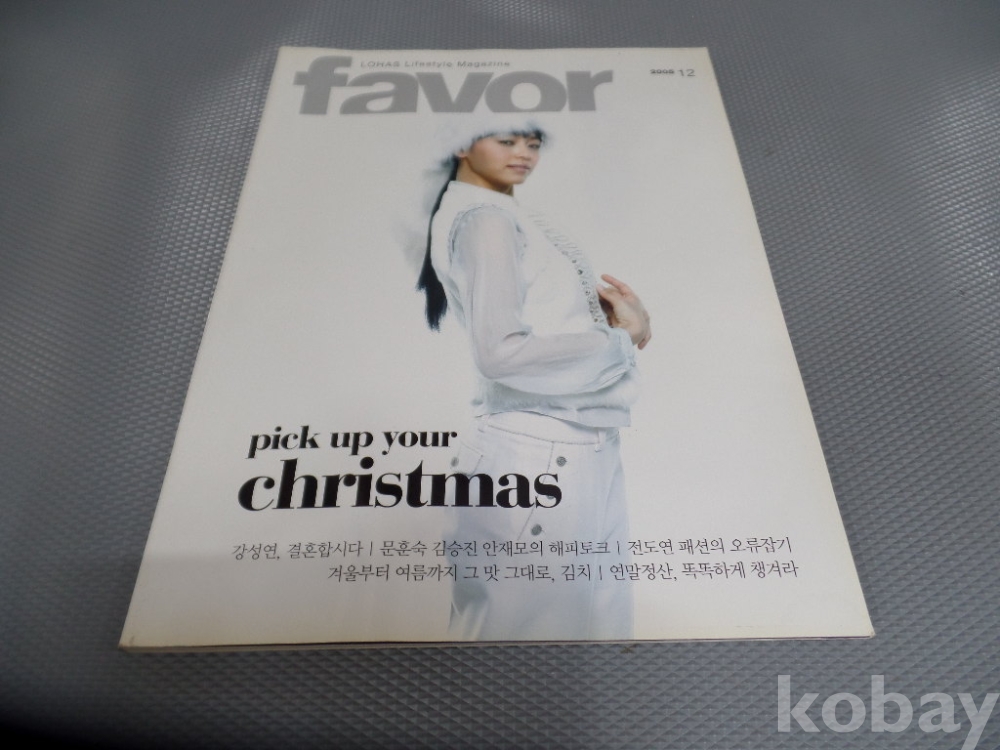 LOHAS Lifestyle Magazine
favor
12
pick up your
christmas
강성연, 결혼합시다 | 문훈숙 김승진 안재모의 해피토크 | 전도연 패션의 오류잡기
겨울부터 여름까지 그 맛 그대로, 김치 | 연말정산, 똑똑하게 챙겨라
kobay